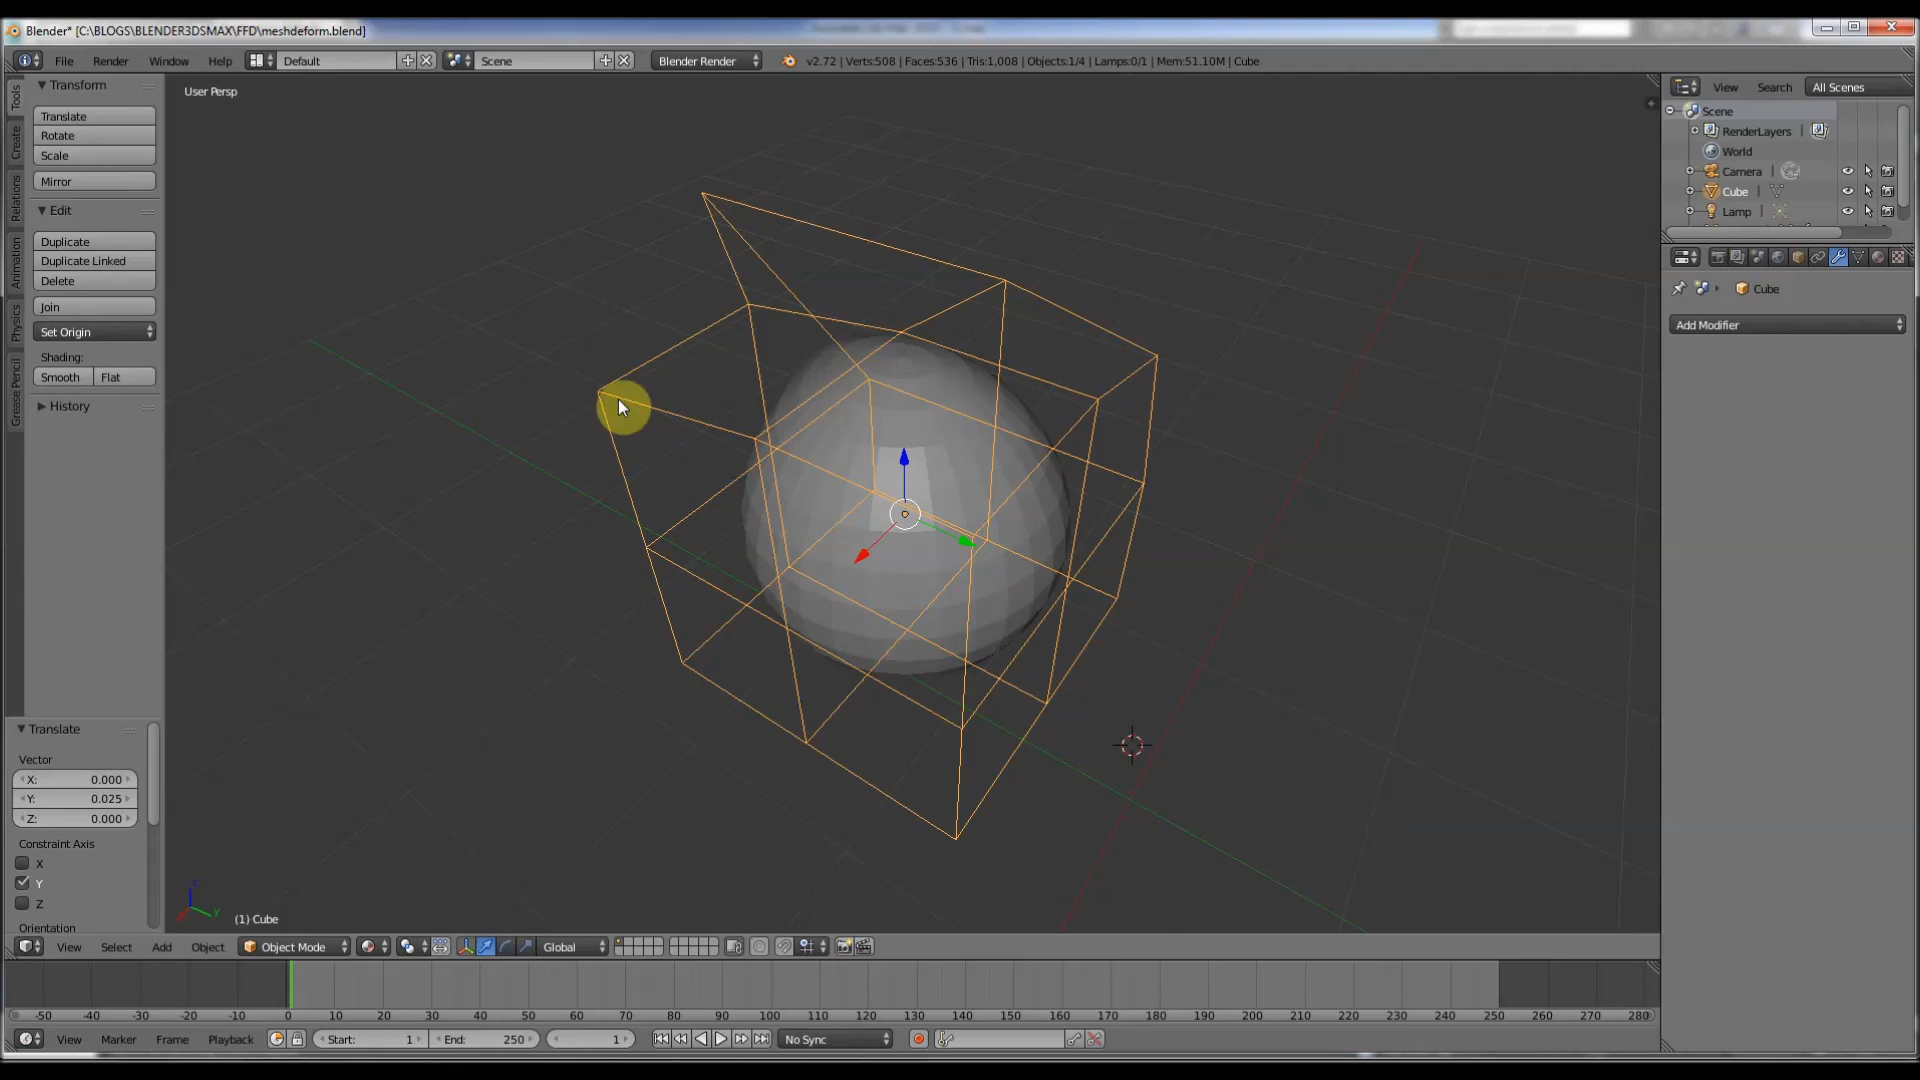 Blender* [C:\BLOGS\BLENDER3DSMAX\FFD\meshdeform.blend]
File Render Window Help Default Scene Blender Render v2.72 | Verts:508 | Faces:536 | Tris:1,008 | Objects:1/4 | Lamps:0/1 | Mem:51.10M | Cube
Tools
Create
Relations
Animation
Physics
Grease Pencil
Transform
Translate
Rotate
Scale
Mirror
Edit
Duplicate
Duplicate Linked
Delete
Join
Set Origin
Shading:
Smooth Flat
History
Translate
Vector
X: 0.000
Y: 0.025
Z: 0.000
Constraint Axis
X
Y
Z
Orientation
User Persp
(1) Cube
View Search All Scenes
Scene
RenderLayers
World
Camera
Cube
Lamp
Cube
Add Modifier
View Select Add Object Object Mode Global
-50 -40 -30 -20 -10 0 10 20 30 40 50 60 70 80 90 100 110 120 130 140 150 160 170 180 190 200 210 220 230 240 250 260 270 280
View Marker Frame Playback Start: 1 End: 250 1 No Sync